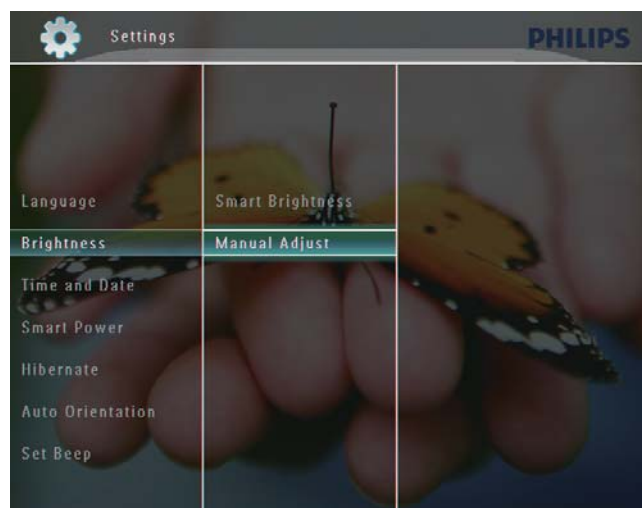 Settings
PHILIPS
Language
Smart Brightness
Brightness
Manual Adjust
Time and Date
Smart Power
Hibernate
Auto Orientation
Set Beep